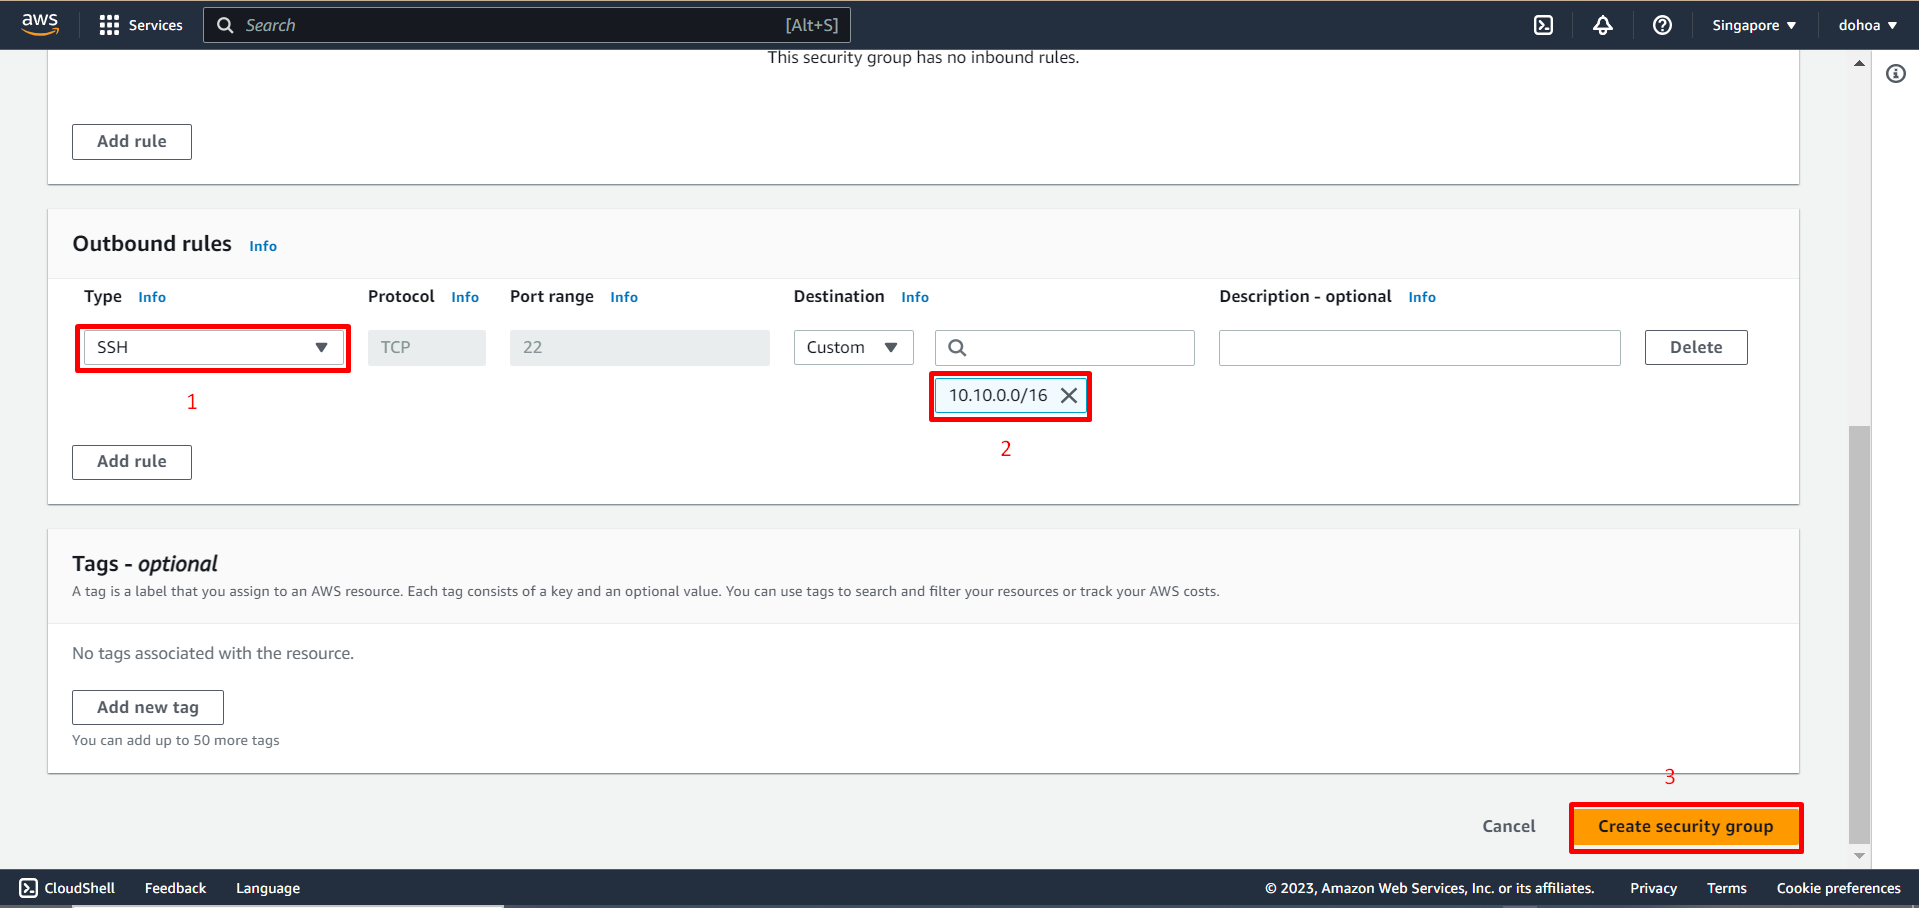 aws Services Search [Alt+S] Singapore dohoa
This security group has no inbound rules.
Add rule
Outbound rules Info
Type Info Protocol Info Port range Info Destination Info Description - optional Info
SSH TCP 22 Custom Delete
10.10.0.0/16
1
2
Add rule
Tags - optional
A tag is a label that you assign to an AWS resource. Each tag consists of a key and an optional value. You can use tags to search and filter your resources or track your AWS costs.
No tags associated with the resource.
Add new tag
You can add up to 50 more tags
3
Cancel Create security group
CloudShell Feedback Language © 2023, Amazon Web Services, Inc. or its affiliates. Privacy Terms Cookie preferences